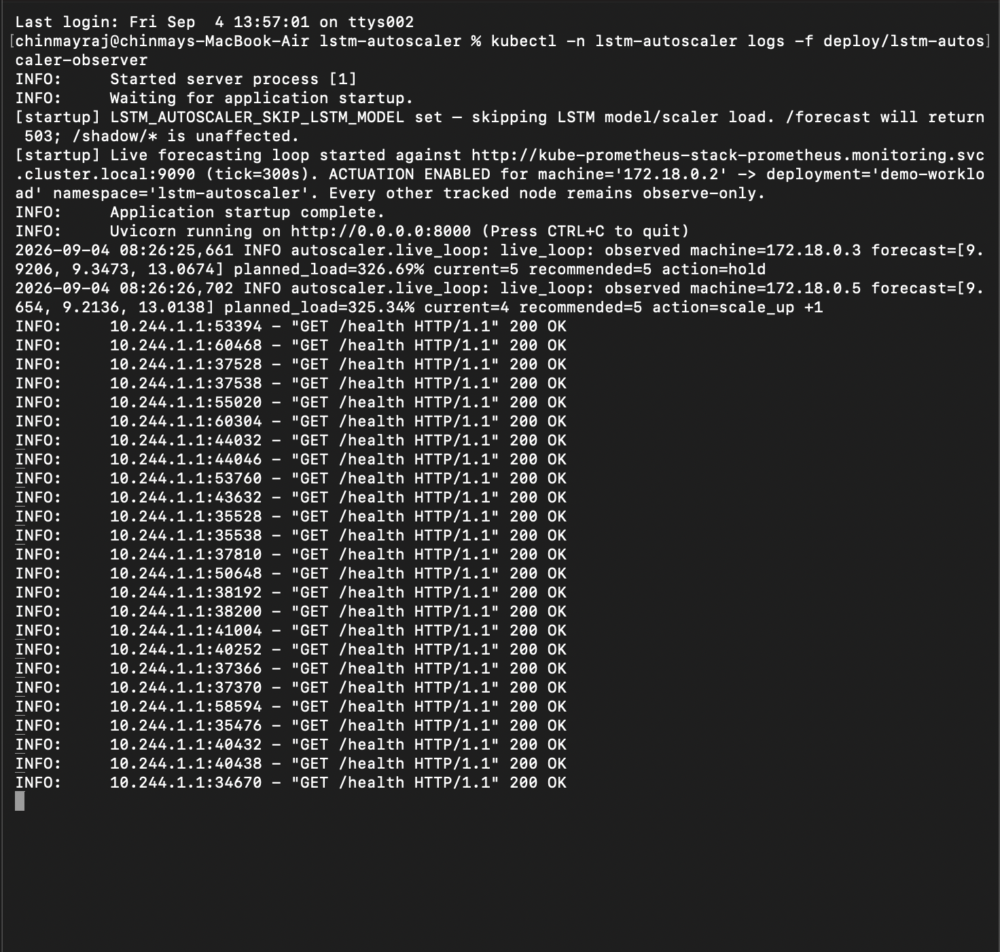 Last login: Fri Sep  4 13:57:01 on ttys002
[chinmayraj@chinmays-MacBook-Air lstm-autoscaler % kubectl -n lstm-autoscaler logs -f deploy/lstm-autos]
caler-observer
INFO:     Started server process [1]
INFO:     Waiting for application startup.
[startup] LSTM_AUTOSCALER_SKIP_LSTM_MODEL set — skipping LSTM model/scaler load. /forecast will return
 503; /shadow/* is unaffected.
[startup] Live forecasting loop started against http://kube-prometheus-stack-prometheus.monitoring.svc
.cluster.local:9090 (tick=300s). ACTUATION ENABLED for machine='172.18.0.2' -> deployment='demo-worklo
ad' namespace='lstm-autoscaler'. Every other tracked node remains observe-only.
INFO:     Application startup complete.
INFO:     Uvicorn running on http://0.0.0.0:8000 (Press CTRL+C to quit)
2026-09-04 08:26:25,661 INFO autoscaler.live_loop: live_loop: observed machine=172.18.0.3 forecast=[9.
9206, 9.3473, 13.0674] planned_load=326.69% current=5 recommended=5 action=hold
2026-09-04 08:26:26,702 INFO autoscaler.live_loop: live_loop: observed machine=172.18.0.5 forecast=[9.
654, 9.2136, 13.0138] planned_load=325.34% current=4 recommended=5 action=scale_up +1
INFO:     10.244.1.1:53394 - "GET /health HTTP/1.1" 200 OK
INFO:     10.244.1.1:60468 - "GET /health HTTP/1.1" 200 OK
INFO:     10.244.1.1:37528 - "GET /health HTTP/1.1" 200 OK
INFO:     10.244.1.1:37538 - "GET /health HTTP/1.1" 200 OK
INFO:     10.244.1.1:55020 - "GET /health HTTP/1.1" 200 OK
INFO:     10.244.1.1:60304 - "GET /health HTTP/1.1" 200 OK
INFO:     10.244.1.1:44032 - "GET /health HTTP/1.1" 200 OK
INFO:     10.244.1.1:44046 - "GET /health HTTP/1.1" 200 OK
INFO:     10.244.1.1:53760 - "GET /health HTTP/1.1" 200 OK
INFO:     10.244.1.1:43632 - "GET /health HTTP/1.1" 200 OK
INFO:     10.244.1.1:35528 - "GET /health HTTP/1.1" 200 OK
INFO:     10.244.1.1:35538 - "GET /health HTTP/1.1" 200 OK
INFO:     10.244.1.1:37810 - "GET /health HTTP/1.1" 200 OK
INFO:     10.244.1.1:50648 - "GET /health HTTP/1.1" 200 OK
INFO:     10.244.1.1:38192 - "GET /health HTTP/1.1" 200 OK
INFO:     10.244.1.1:38200 - "GET /health HTTP/1.1" 200 OK
INFO:     10.244.1.1:41004 - "GET /health HTTP/1.1" 200 OK
INFO:     10.244.1.1:40252 - "GET /health HTTP/1.1" 200 OK
INFO:     10.244.1.1:37366 - "GET /health HTTP/1.1" 200 OK
INFO:     10.244.1.1:37370 - "GET /health HTTP/1.1" 200 OK
INFO:     10.244.1.1:58594 - "GET /health HTTP/1.1" 200 OK
INFO:     10.244.1.1:35476 - "GET /health HTTP/1.1" 200 OK
INFO:     10.244.1.1:40432 - "GET /health HTTP/1.1" 200 OK
INFO:     10.244.1.1:40438 - "GET /health HTTP/1.1" 200 OK
INFO:     10.244.1.1:34670 - "GET /health HTTP/1.1" 200 OK